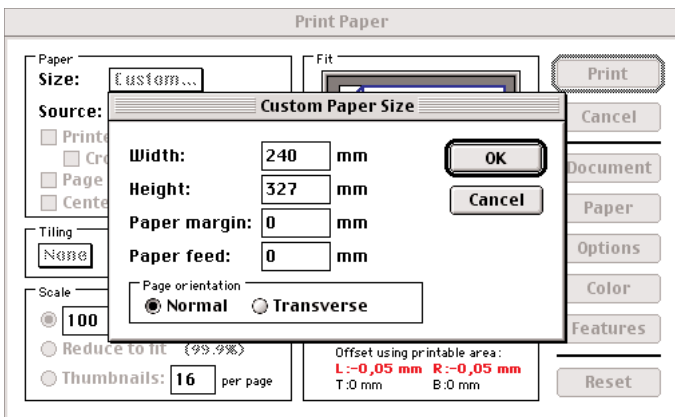 Print Paper
Paper
Size: Custom...
Source:
Printe
Cro
Page
Cente
Tiling
None
Scale
100
Reduce to fit (99.9%)
Thumbnails: 16 per page
Fit
Custom Paper Size
Width: 240 mm
Height: 327 mm
Paper margin: 0 mm
Paper feed: 0 mm
Page orientation
Normal Transverse
OK
Cancel
Offset using printable area:
L:-0,05 mm R:-0,05 mm
T:0 mm B:0 mm
Print
Cancel
Document
Paper
Options
Color
Features
Reset